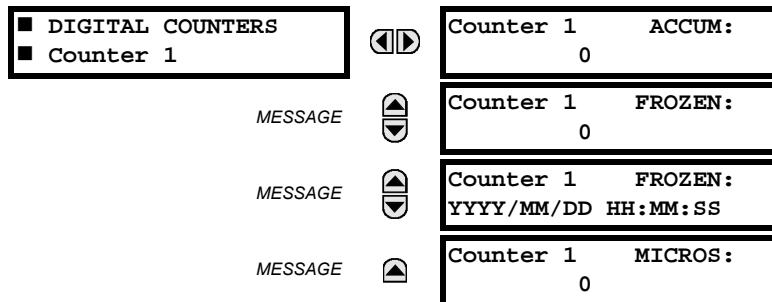 ■ DIGITAL COUNTERS
■ Counter 1
Counter 1 ACCUM:
0
MESSAGE
Counter 1 FROZEN:
0
MESSAGE
Counter 1 FROZEN:
YYYY/MM/DD HH:MM:SS
MESSAGE
Counter 1 MICROS:
0